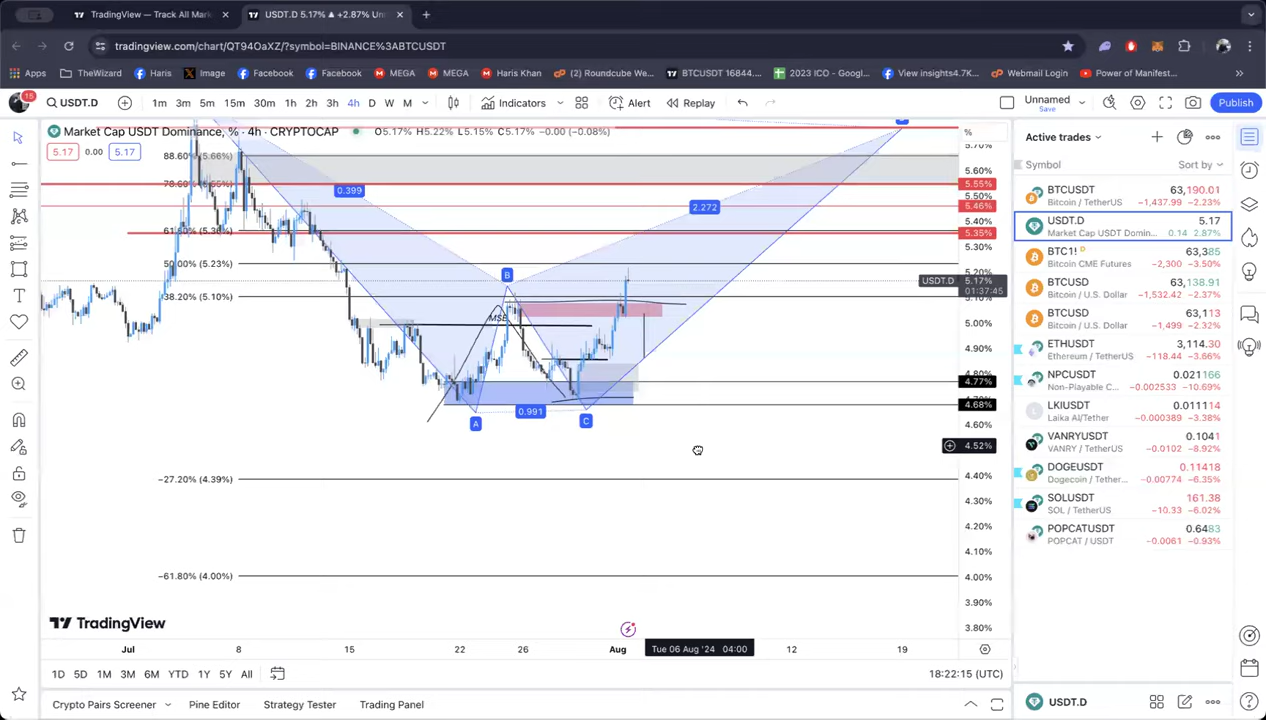 TradingView — Track All Mar
USDT.D 5.17% ▲ +2.87% Un
tradingview.com/chart/QT94OaXZ/?symbol=BINANCE%3ABTCUSDT
Apps TheWizard Haris Image Facebook Facebook MEGA MEGA Haris Khan (2) Roundcube We... BTCUSDT 16844.... 2023 ICO - Googl... View insights4.7K... Webmail Login Power of Manifest...
15
USDT.D 1m 3m 5m 15m 30m 1h 2h 3h 4h D W M Indicators Alert Replay Unnamed Save Publish
Market Cap USDT Dominance, % · 4h · CRYPTOCAP O5.17% H5.22% L5.15% C5.17% −0.00 (−0.08%)
5.17 0.00 5.17
%
5.70%
88.60% (5.66%)
5.60%
78.60% (5.55%)
5.55%
0.399
5.50%
2.272
5.46%
5.40%
61.80% (5.36%)
5.35%
5.30%
50.00% (5.23%)
5.20%
B
USDT.D 5.17%
01:37:45
38.20% (5.10%)
5.10%
MSB
5.00%
4.90%
4.80%
4.77%
4.70%
4.68%
0.991
A
C
4.60%
4.52%
−27.20% (4.39%)
4.40%
4.30%
4.20%
4.10%
−61.80% (4.00%)
4.00%
3.90%
3.80%
TradingView
Jul 8 15 22 26 Aug Tue 06 Aug '24 04:00 12 19
1D 5D 1M 3M 6M YTD 1Y 5Y All
18:22:15 (UTC)
Crypto Pairs Screener Pine Editor Strategy Tester Trading Panel
Active trades
Symbol Sort by
BTCUSDT 63,190.01
Bitcoin / TetherUS −1,437.99 −2.23%
USDT.D 5.17
Market Cap USDT Domin... 0.14 2.87%
BTC1! D 63,385
Bitcoin CME Futures −2,300 −3.50%
BTCUSD 63,138.91
Bitcoin / U.S. Dollar −1,532.42 −2.37%
BTCUSD 63,113
Bitcoin / U.S. Dollar −1,499 −2.32%
ETHUSDT 3,114.30
Ethereum / TetherUS −118.44 −3.66%
NPCUSDT 0.021166
Non-Playable C... −0.002533 −10.69%
LKIUSDT 0.011114
Laika AI/Tether −0.000389 −3.38%
VANRYUSDT 0.1041
VANRY / TetherUS −0.0102 −8.92%
DOGEUSDT 0.11418
Dogecoin / Tether... −0.00774 −6.35%
SOLUSDT 161.38
SOL / TetherUS −10.33 −6.02%
POPCATUSDT 0.6483
POPCAT / USDT −0.0061 −0.93%
USDT.D